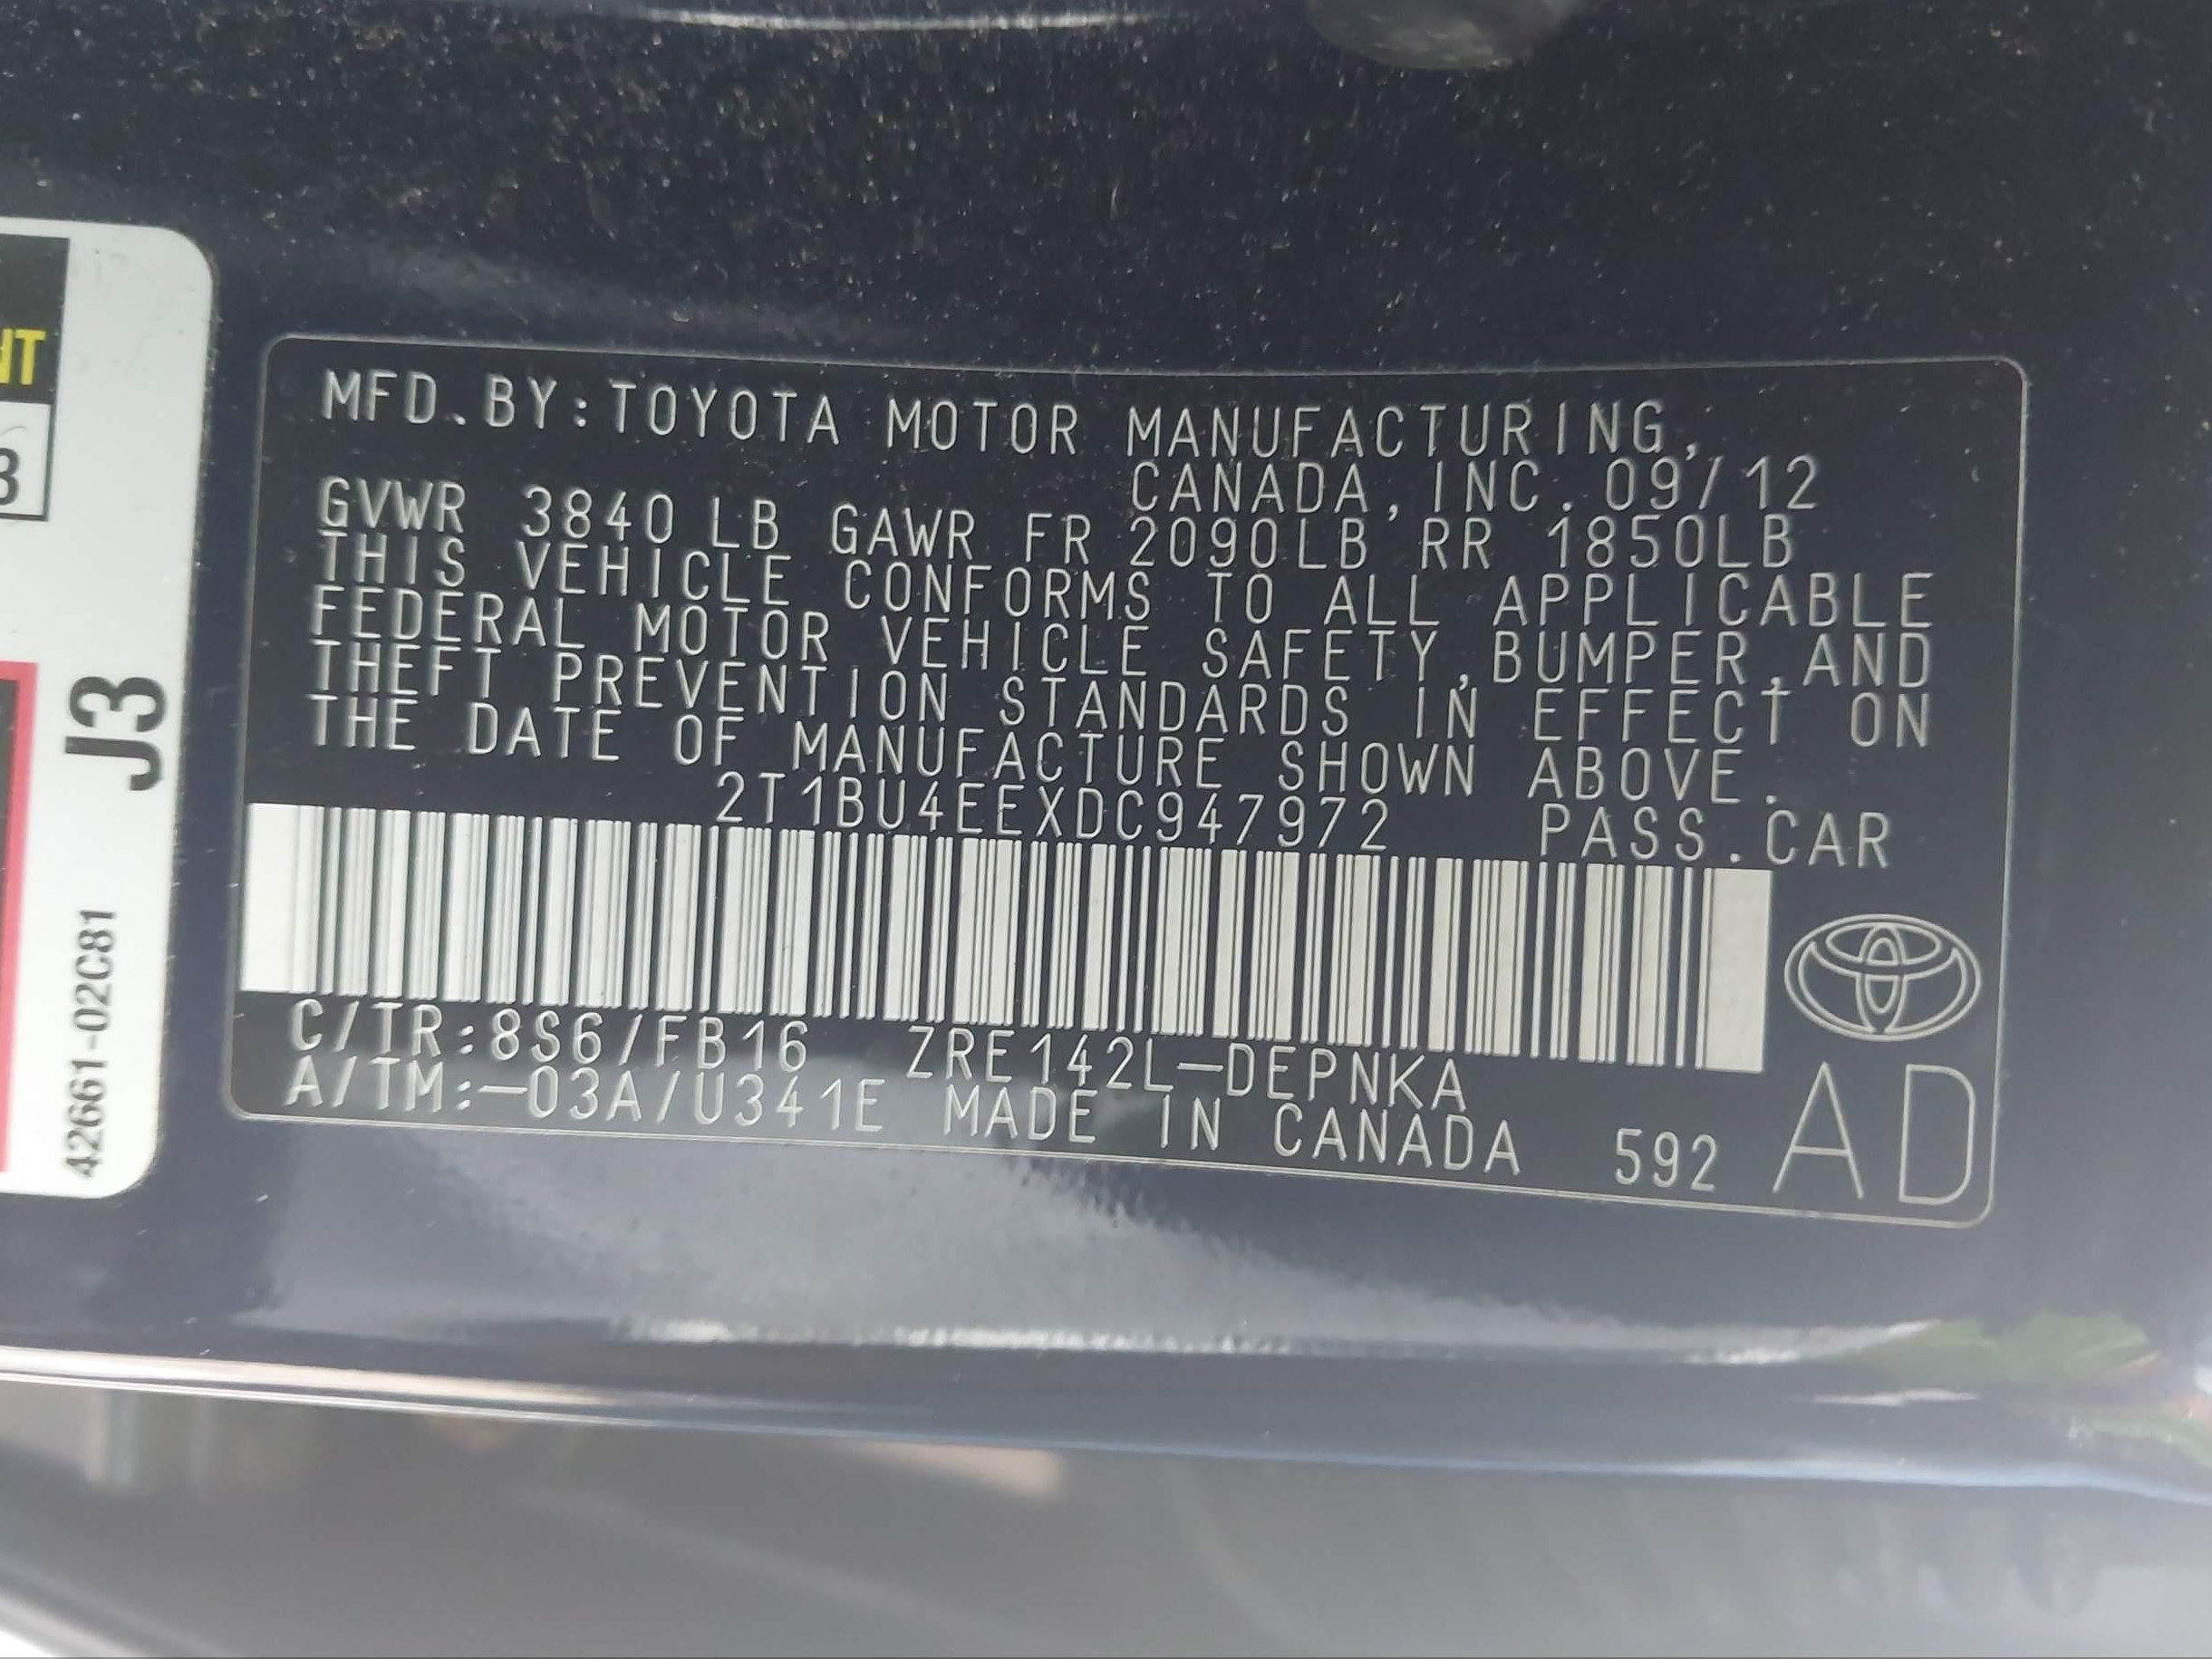 MFD.BY:TOYOTA MOTOR MANUFACTURING,
CANADA,INC.09/12
GVWR 3840LB GAWR FR 2090LB RR 1850LB
THIS VEHICLE CONFORMS TO ALL APPLICABLE
FEDERAL MOTOR VEHICLE SAFETY,BUMPER,AND
THEFT PREVENTION STANDARDS IN EFFECT ON
THE DATE OF MANUFACTURE SHOWN ABOVE.
2T1BU4EEXDC947972 PASS.CAR
C/TR:8S6/FB16 ZRE142L-DEPNKA
A/TM:-03A/U341E MADE IN CANADA 592 AD
J3
42661-02C81